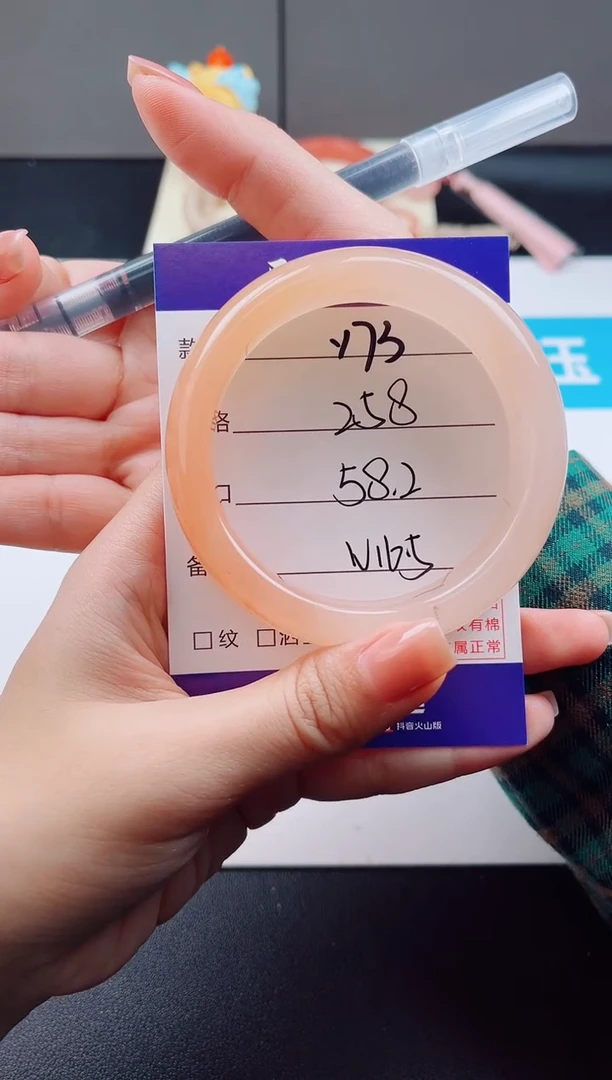 玉
款
Y73
格
258
口
58.2
备
N1b5
□纹 □
有棉
属正常
抖音火山版